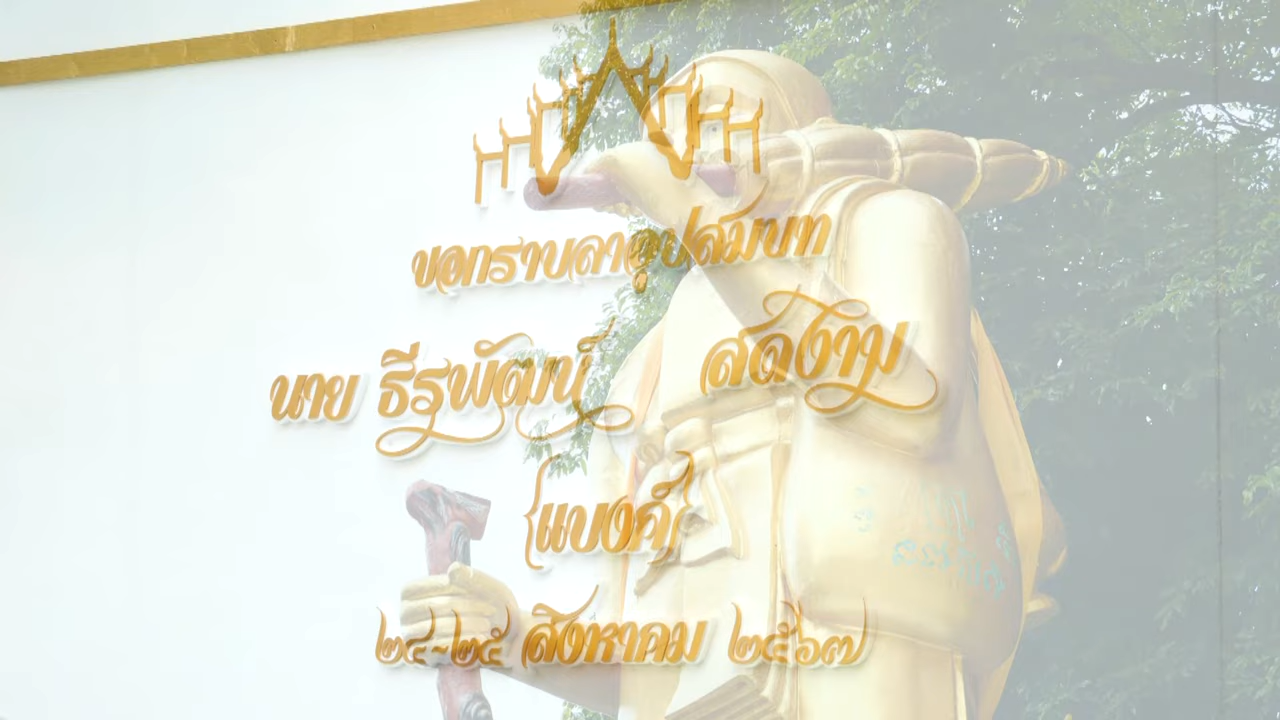 ขอกราบลาอุปสมบท
นาย ธีรพัฒน์ สดงาม
{แบงค์}
๒๔-๒๕ สิงหาคม ๒๕๖๗